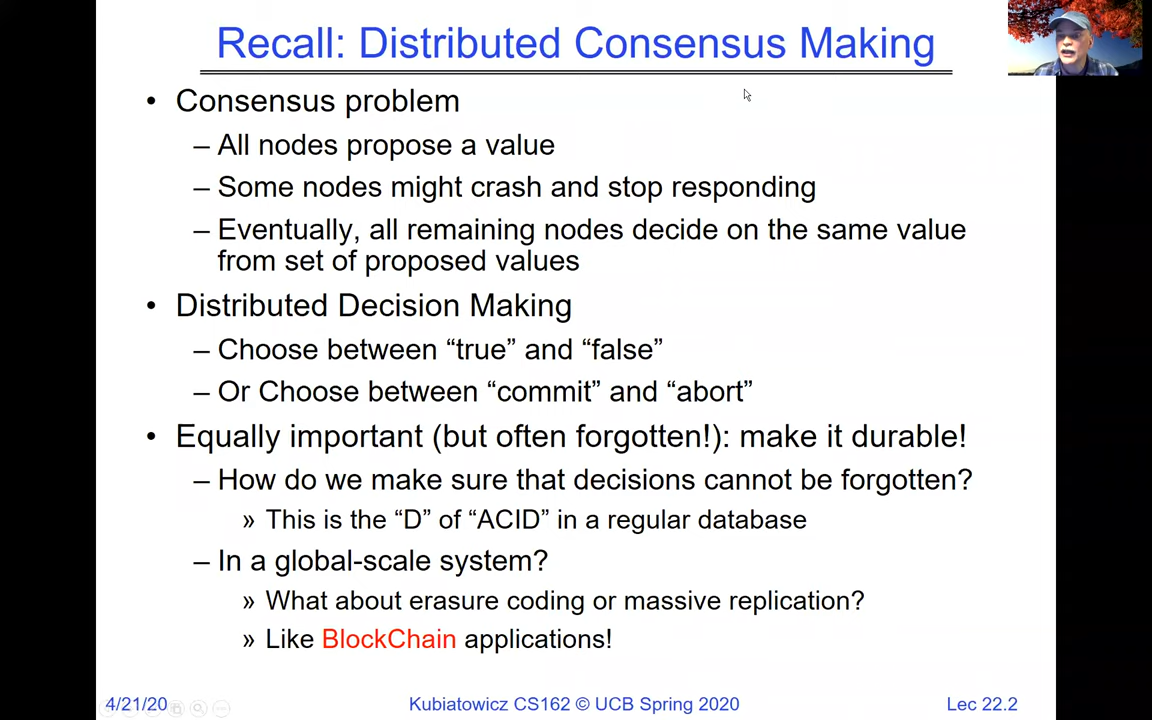 Recall: Distributed Consensus Making
• Consensus problem
– All nodes propose a value
– Some nodes might crash and stop responding
– Eventually, all remaining nodes decide on the same value
from set of proposed values
• Distributed Decision Making
– Choose between “true” and “false”
– Or Choose between “commit” and “abort”
• Equally important (but often forgotten!): make it durable!
– How do we make sure that decisions cannot be forgotten?
» This is the “D” of “ACID” in a regular database
– In a global-scale system?
» What about erasure coding or massive replication?
» Like BlockChain applications!
4/21/20 Kubiatowicz CS162 © UCB Spring 2020 Lec 22.2